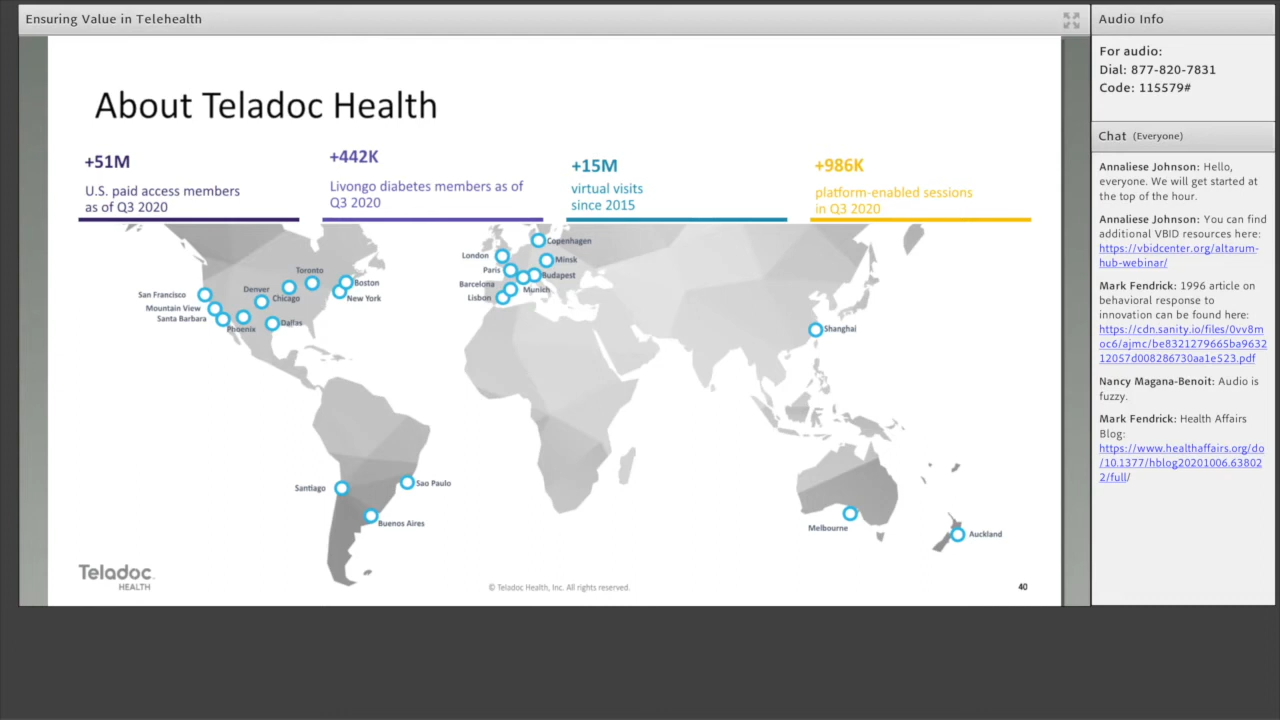 Ensuring Value in Telehealth
About Teladoc Health
+51M
U.S. paid access members
as of Q3 2020
+442K
Livongo diabetes members as of
Q3 2020
+15M
virtual visits
since 2015
+986K
platform-enabled sessions
in Q3 2020
San Francisco
Mountain View
Santa Barbara
Phoenix
Denver
Chicago
Dallas
Toronto
Boston
New York
London
Paris
Barcelona
Lisbon
Copenhagen
Minsk
Budapest
Munich
Shanghai
Santiago
Sao Paulo
Buenos Aires
Melbourne
Auckland
Teladoc
HEALTH
© Teladoc Health, Inc. All rights reserved.
40
Audio Info
For audio:
Dial: 877-820-7831
Code: 115579#
Chat (Everyone)
Annaliese Johnson: Hello,
everyone. We will get started at
the top of the hour.
Annaliese Johnson: You can find
additional VBID resources here:
https://vbidcenter.org/altarum-
hub-webinar/
Mark Fendrick: 1996 article on
behavioral response to
innovation can be found here:
https://cdn.sanity.io/files/0vv8m
oc6/ajmc/be8321279665ba9632
12057d008286730aa1e523.pdf
Nancy Magana-Benoit: Audio is
fuzzy.
Mark Fendrick: Health Affairs
Blog:
https://www.healthaffairs.org/do
/10.1377/hblog20201006.63802
2/full/